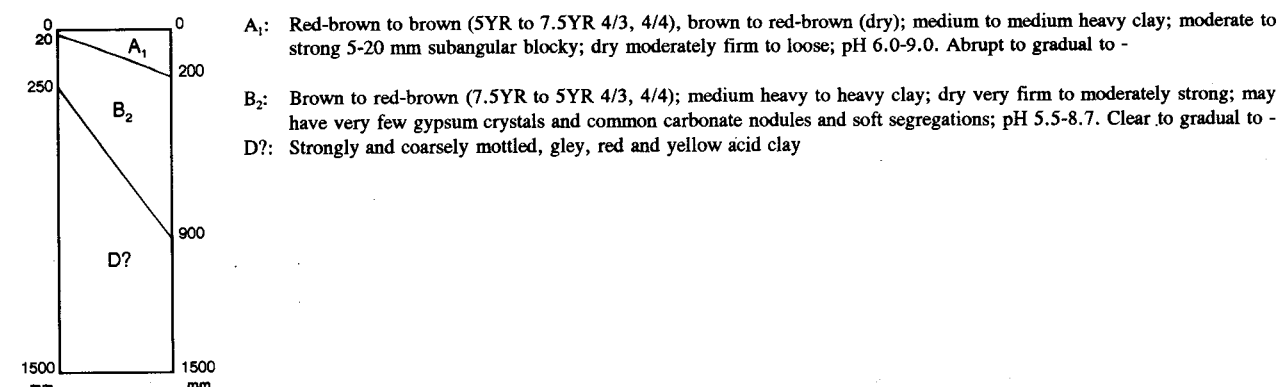 0 0
20
A₁
200
250
B₂
900
D?
1500 1500
mm mm
A₁: Red-brown to brown (5YR to 7.5YR 4/3, 4/4), brown to red-brown (dry); medium to medium heavy clay; moderate to
strong 5-20 mm subangular blocky; dry moderately firm to loose; pH 6.0-9.0. Abrupt to gradual to -
B₂: Brown to red-brown (7.5YR to 5YR 4/3, 4/4); medium heavy to heavy clay; dry very firm to moderately strong; may
have very few gypsum crystals and common carbonate nodules and soft segregations; pH 5.5-8.7. Clear to gradual to -
D?: Strongly and coarsely mottled, gley, red and yellow acid clay